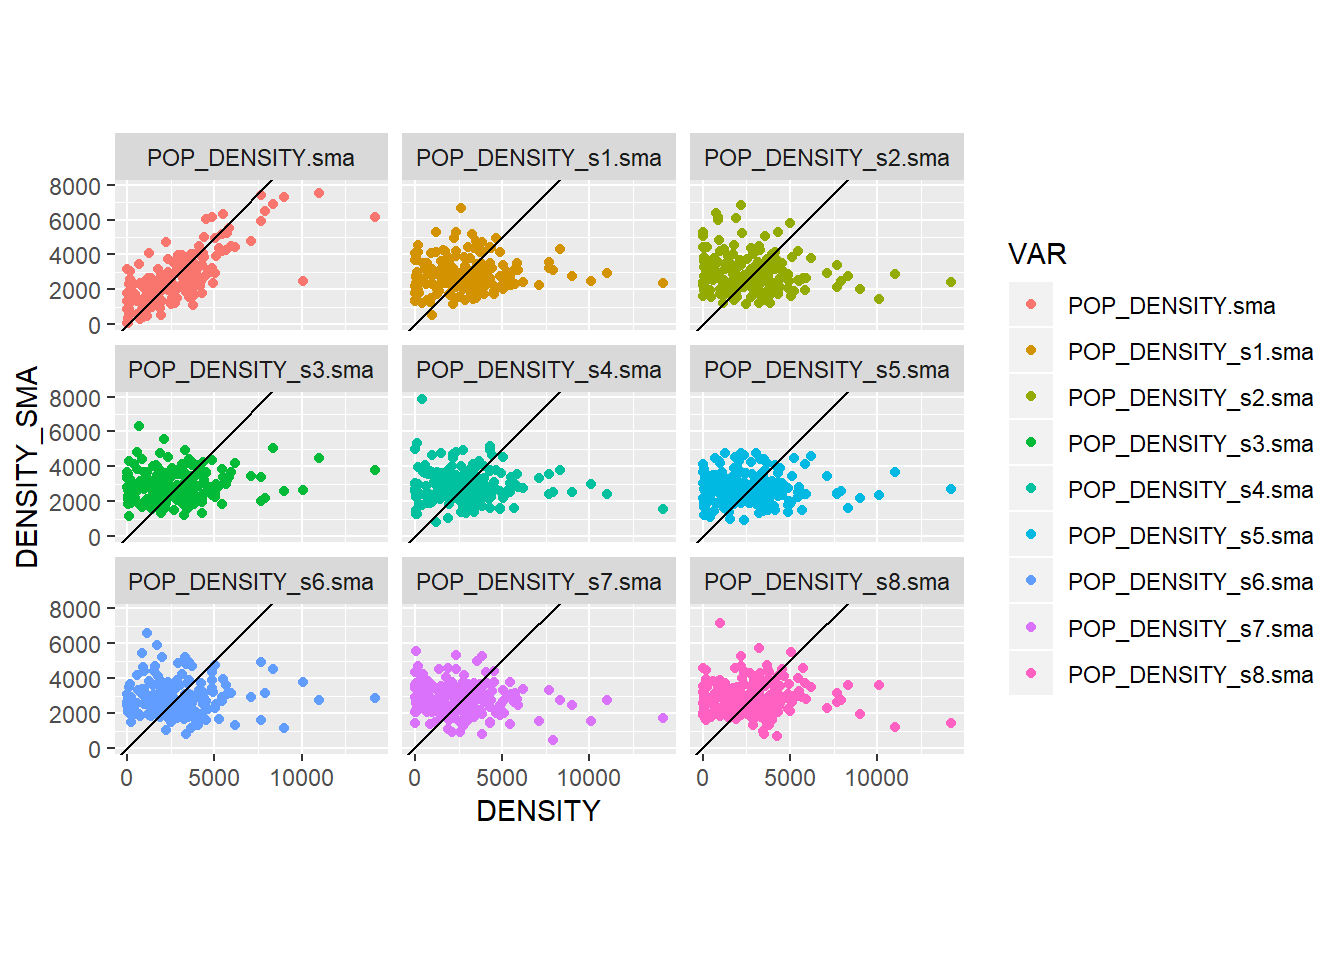 POP_DENSITY.sma POP_DENSITY_s1.sma POP_DENSITY_s2.sma
8000
6000
4000
2000
0
POP_DENSITY_s3.sma POP_DENSITY_s4.sma POP_DENSITY_s5.sma
8000
6000
4000
2000
0
POP_DENSITY_s6.sma POP_DENSITY_s7.sma POP_DENSITY_s8.sma
8000
6000
4000
2000
0
0 5000 10000 0 5000 10000 0 5000 10000
DENSITY
DENSITY_SMA
VAR
POP_DENSITY.sma
POP_DENSITY_s1.sma
POP_DENSITY_s2.sma
POP_DENSITY_s3.sma
POP_DENSITY_s4.sma
POP_DENSITY_s5.sma
POP_DENSITY_s6.sma
POP_DENSITY_s7.sma
POP_DENSITY_s8.sma